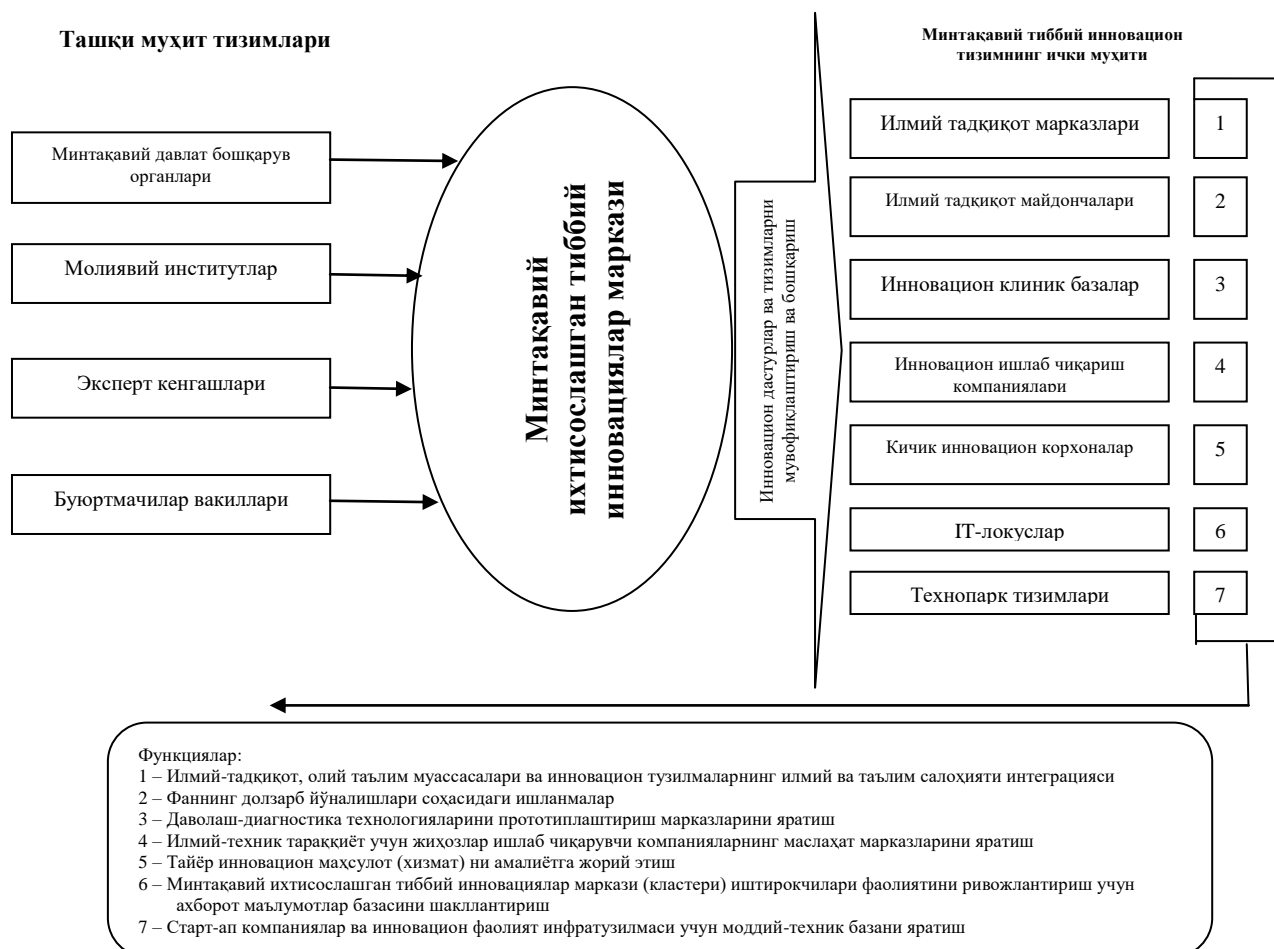 Ташқи муҳит тизимлари
Минтақавий давлат бошқарув
органлари
Молиявий институтлар
Эксперт кенгашлари
Буюртмачилар вакиллари
Минтақавий
ихтисослашган тиббий
инновациялар маркази
Инновацион дастурлар ва тизимларни
мувофиқлаштириш ва бошқариш
Минтақавий тиббий инновацион
тизимнинг ички муҳити
Илмий тадқиқот марказлари
1
Илмий тадқиқот майдончалари
2
Инновацион клиник базалар
3
Инновацион ишлаб чиқариш
компаниялари
4
Кичик инновацион корхоналар
5
IT-локуслар
6
Технопарк тизимлари
7
Функциялар:
1 – Илмий-тадқиқот, олий таълим муассасалари ва инновацион тузилмаларнинг илмий ва таълим салоҳияти интеграцияси
2 – Фаннинг долзарб йўналишлари соҳасидаги ишланмалар
3 – Даволаш-диагностика технологияларини прототиплаштириш марказларини яратиш
4 – Илмий-техник тараққиёт учун жиҳозлар ишлаб чиқарувчи компанияларнинг маслаҳат марказларини яратиш
5 – Тайёр инновацион маҳсулот (хизмат) ни амалиётга жорий этиш
6 – Минтақавий ихтисослашган тиббий инновациялар маркази (кластери) иштирокчилари фаолиятини ривожлантириш учун
ахборот маълумотлар базасини шакллантириш
7 – Старт-ап компаниялар ва инновацион фаолият инфратузилмаси учун моддий-техник базани яратиш